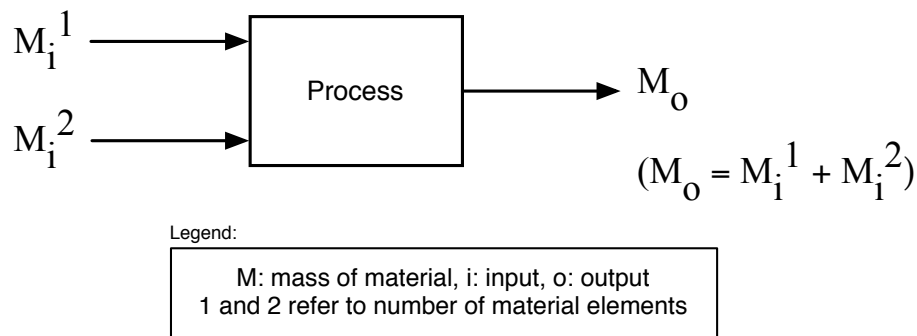 M_i^1
M_i^2
Process
M_o
(M_o = M_i^1 + M_i^2)
Legend:
M: mass of material, i: input, o: output
1 and 2 refer to number of material elements